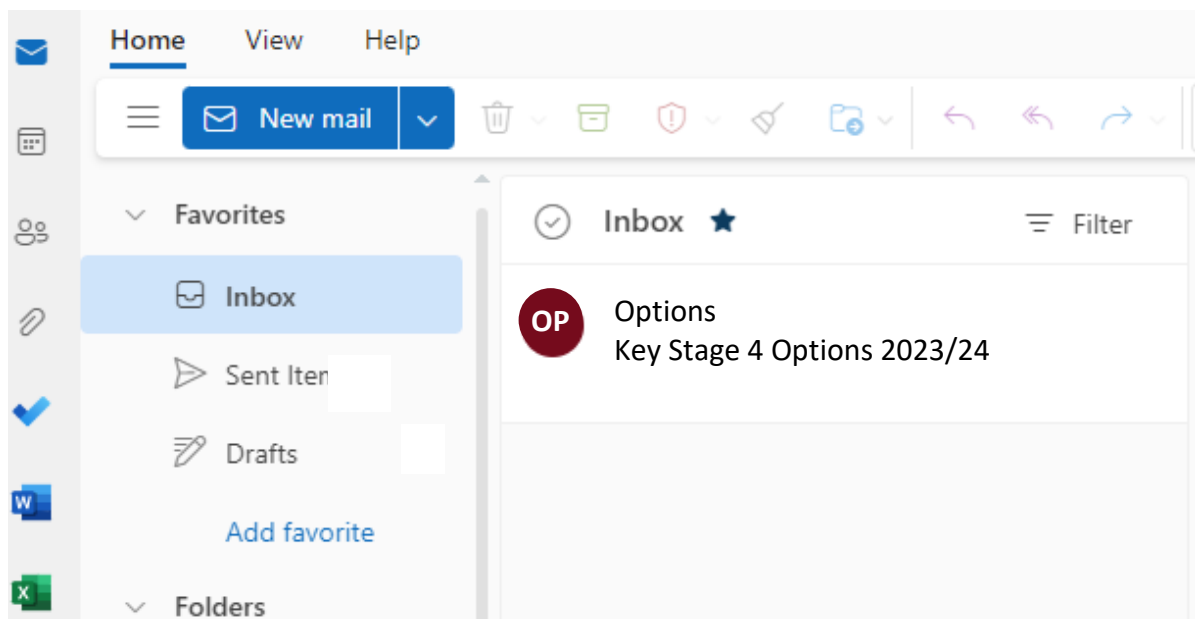 Home View Help
New mail
Favorites
Inbox
Sent Iter
Drafts
Add favorite
Folders
Inbox Filter
OP Options
Key Stage 4 Options 2023/24
W
X